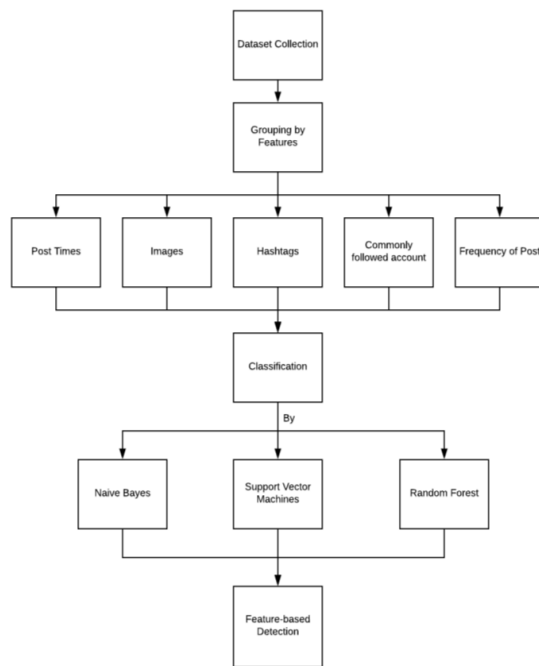 Dataset Collection
Grouping by
Features
Post Times
Images
Hashtags
Commonly
followed account
Frequency of Post
Classification
By
Naive Bayes
Support Vector
Machines
Random Forest
Feature-based
Detection